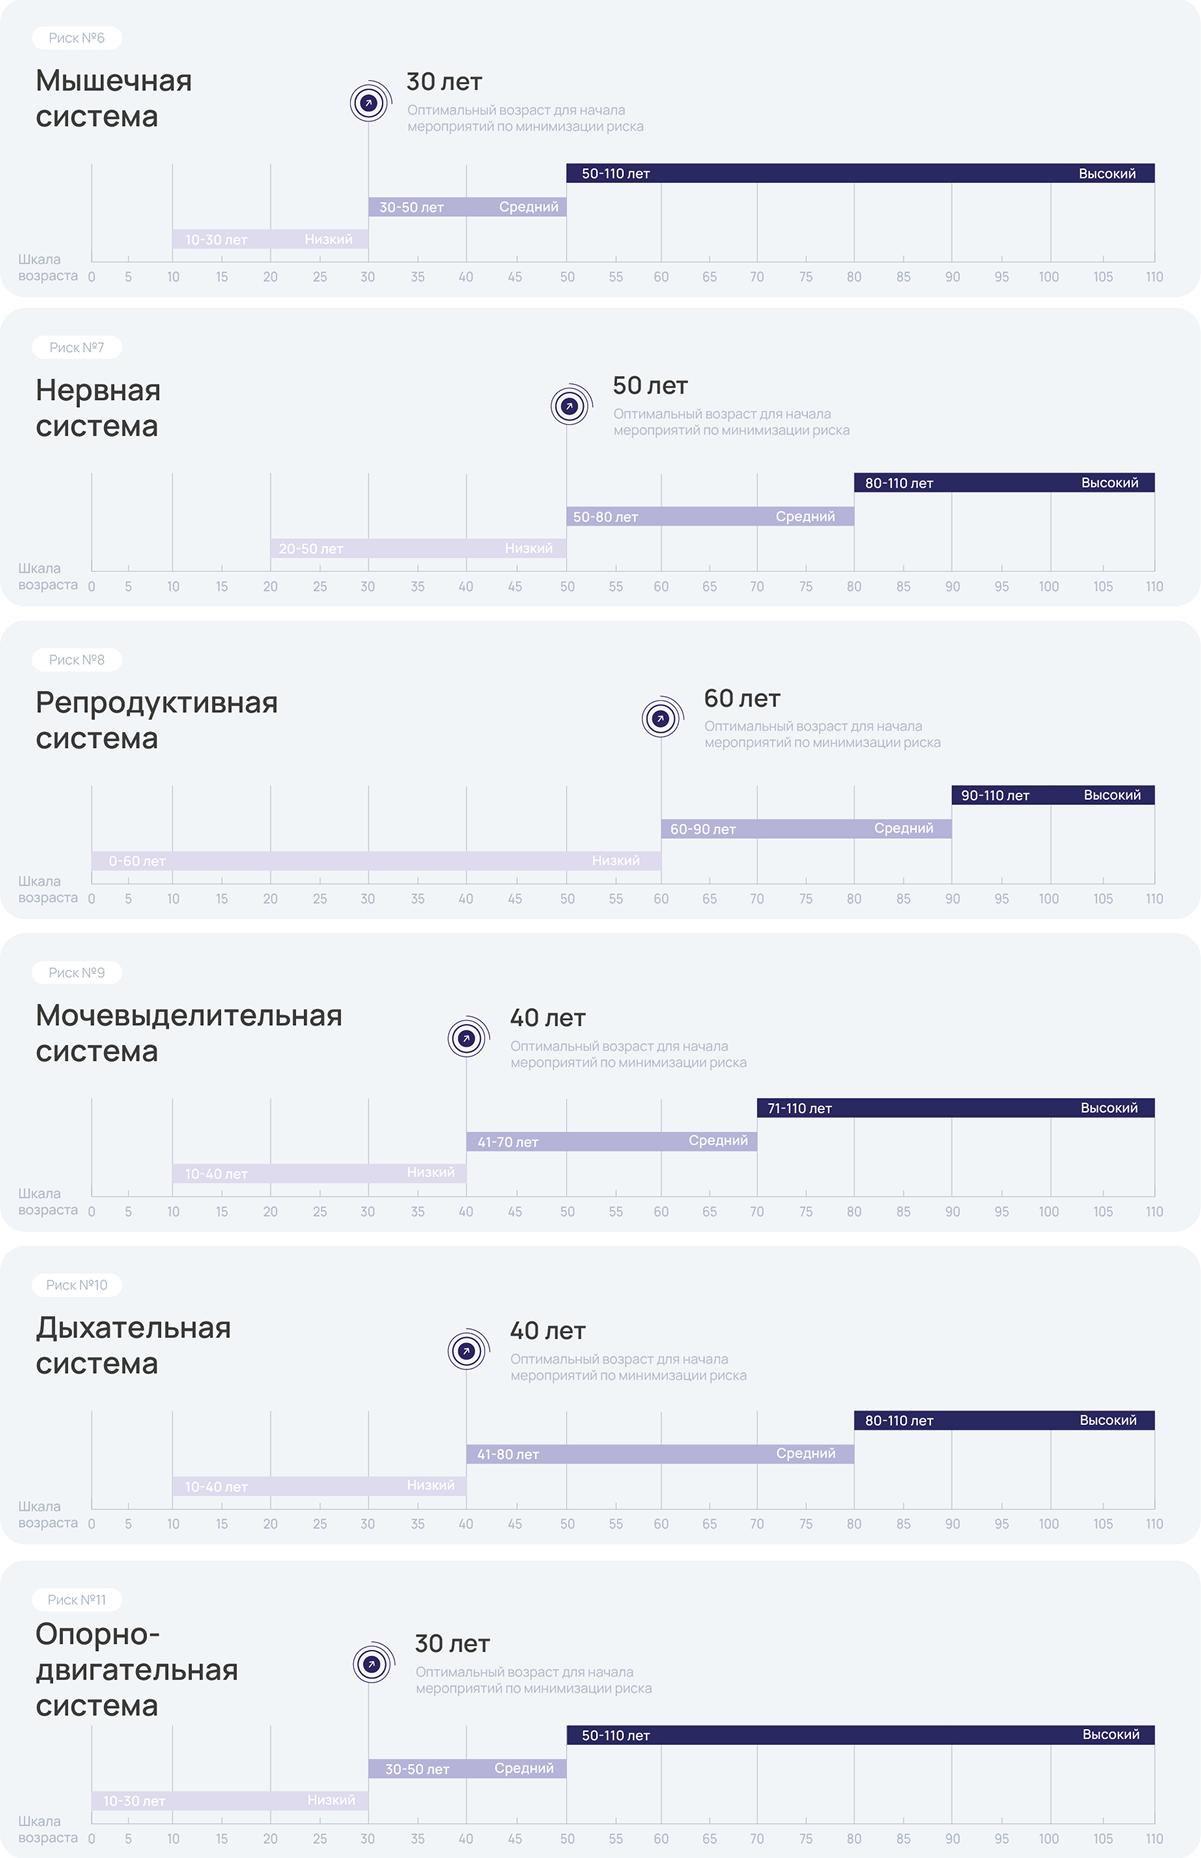 Риск №6
Мышечная
система
30 лет
Оптимальный возраст для начала
мероприятий по минимизации риска
50-110 лет Высокий
30-50 лет Средний
10-30 лет Низкий
Шкала
возраста 0 5 10 15 20 25 30 35 40 45 50 55 60 65 70 75 80 85 90 95 100 105 110
Риск №7
Нервная
система
50 лет
Оптимальный возраст для начала
мероприятий по минимизации риска
80-110 лет Высокий
50-80 лет Средний
20-50 лет Низкий
Шкала
возраста 0 5 10 15 20 25 30 35 40 45 50 55 60 65 70 75 80 85 90 95 100 105 110
Риск №8
Репродуктивная
система
60 лет
Оптимальный возраст для начала
мероприятий по минимизации риска
90-110 лет Высокий
60-90 лет Средний
0-60 лет Низкий
Шкала
возраста 0 5 10 15 20 25 30 35 40 45 50 55 60 65 70 75 80 85 90 95 100 105 110
Риск №9
Мочевыделительная
система
40 лет
Оптимальный возраст для начала
мероприятий по минимизации риска
71-110 лет Высокий
41-70 лет Средний
10-40 лет Низкий
Шкала
возраста 0 5 10 15 20 25 30 35 40 45 50 55 60 65 70 75 80 85 90 95 100 105 110
Риск №10
Дыхательная
система
40 лет
Оптимальный возраст для начала
мероприятий по минимизации риска
80-110 лет Высокий
41-80 лет Средний
10-40 лет Низкий
Шкала
возраста 0 5 10 15 20 25 30 35 40 45 50 55 60 65 70 75 80 85 90 95 100 105 110
Риск №11
Опорно-
двигательная
система
30 лет
Оптимальный возраст для начала
мероприятий по минимизации риска
50-110 лет Высокий
30-50 лет Средний
10-30 лет Низкий
Шкала
возраста 0 5 10 15 20 25 30 35 40 45 50 55 60 65 70 75 80 85 90 95 100 105 110